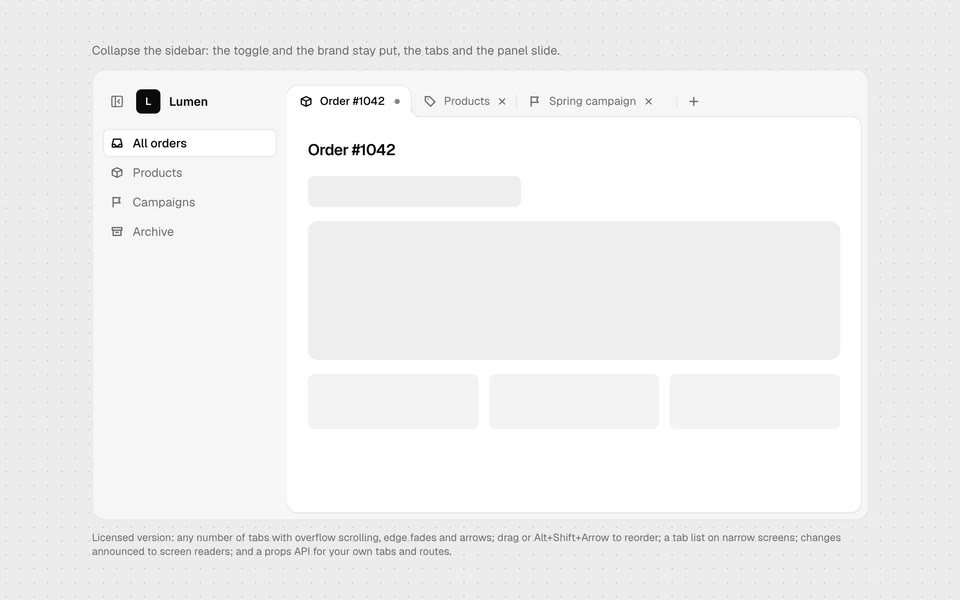 Collapse the sidebar: the toggle and the brand stay put, the tabs and the panel slide.
L Lumen
Order #1042
Products
Spring campaign
All orders
Products
Campaigns
Archive
Order #1042
Licensed version: any number of tabs with overflow scrolling, edge fades and arrows; drag or Alt+Shift+Arrow to reorder; a tab list on narrow screens; changes
announced to screen readers; and a props API for your own tabs and routes.